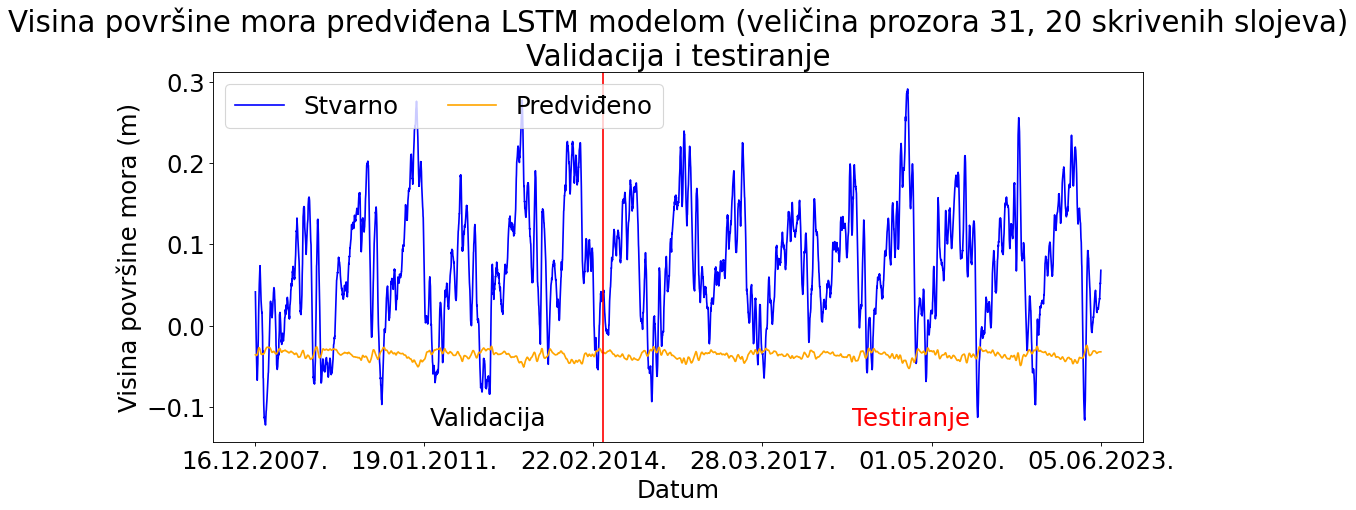 Visina površine mora predviđena LSTM modelom (veličina prozora 31, 20 skrivenih slojeva)
Validacija i testiranje
Stvarno
Predviđeno
Visina površine mora (m)
0.3
0.2
0.1
0.0
−0.1
Validacija
Testiranje
16.12.2007.
19.01.2011.
22.02.2014.
28.03.2017.
01.05.2020.
05.06.2023.
Datum